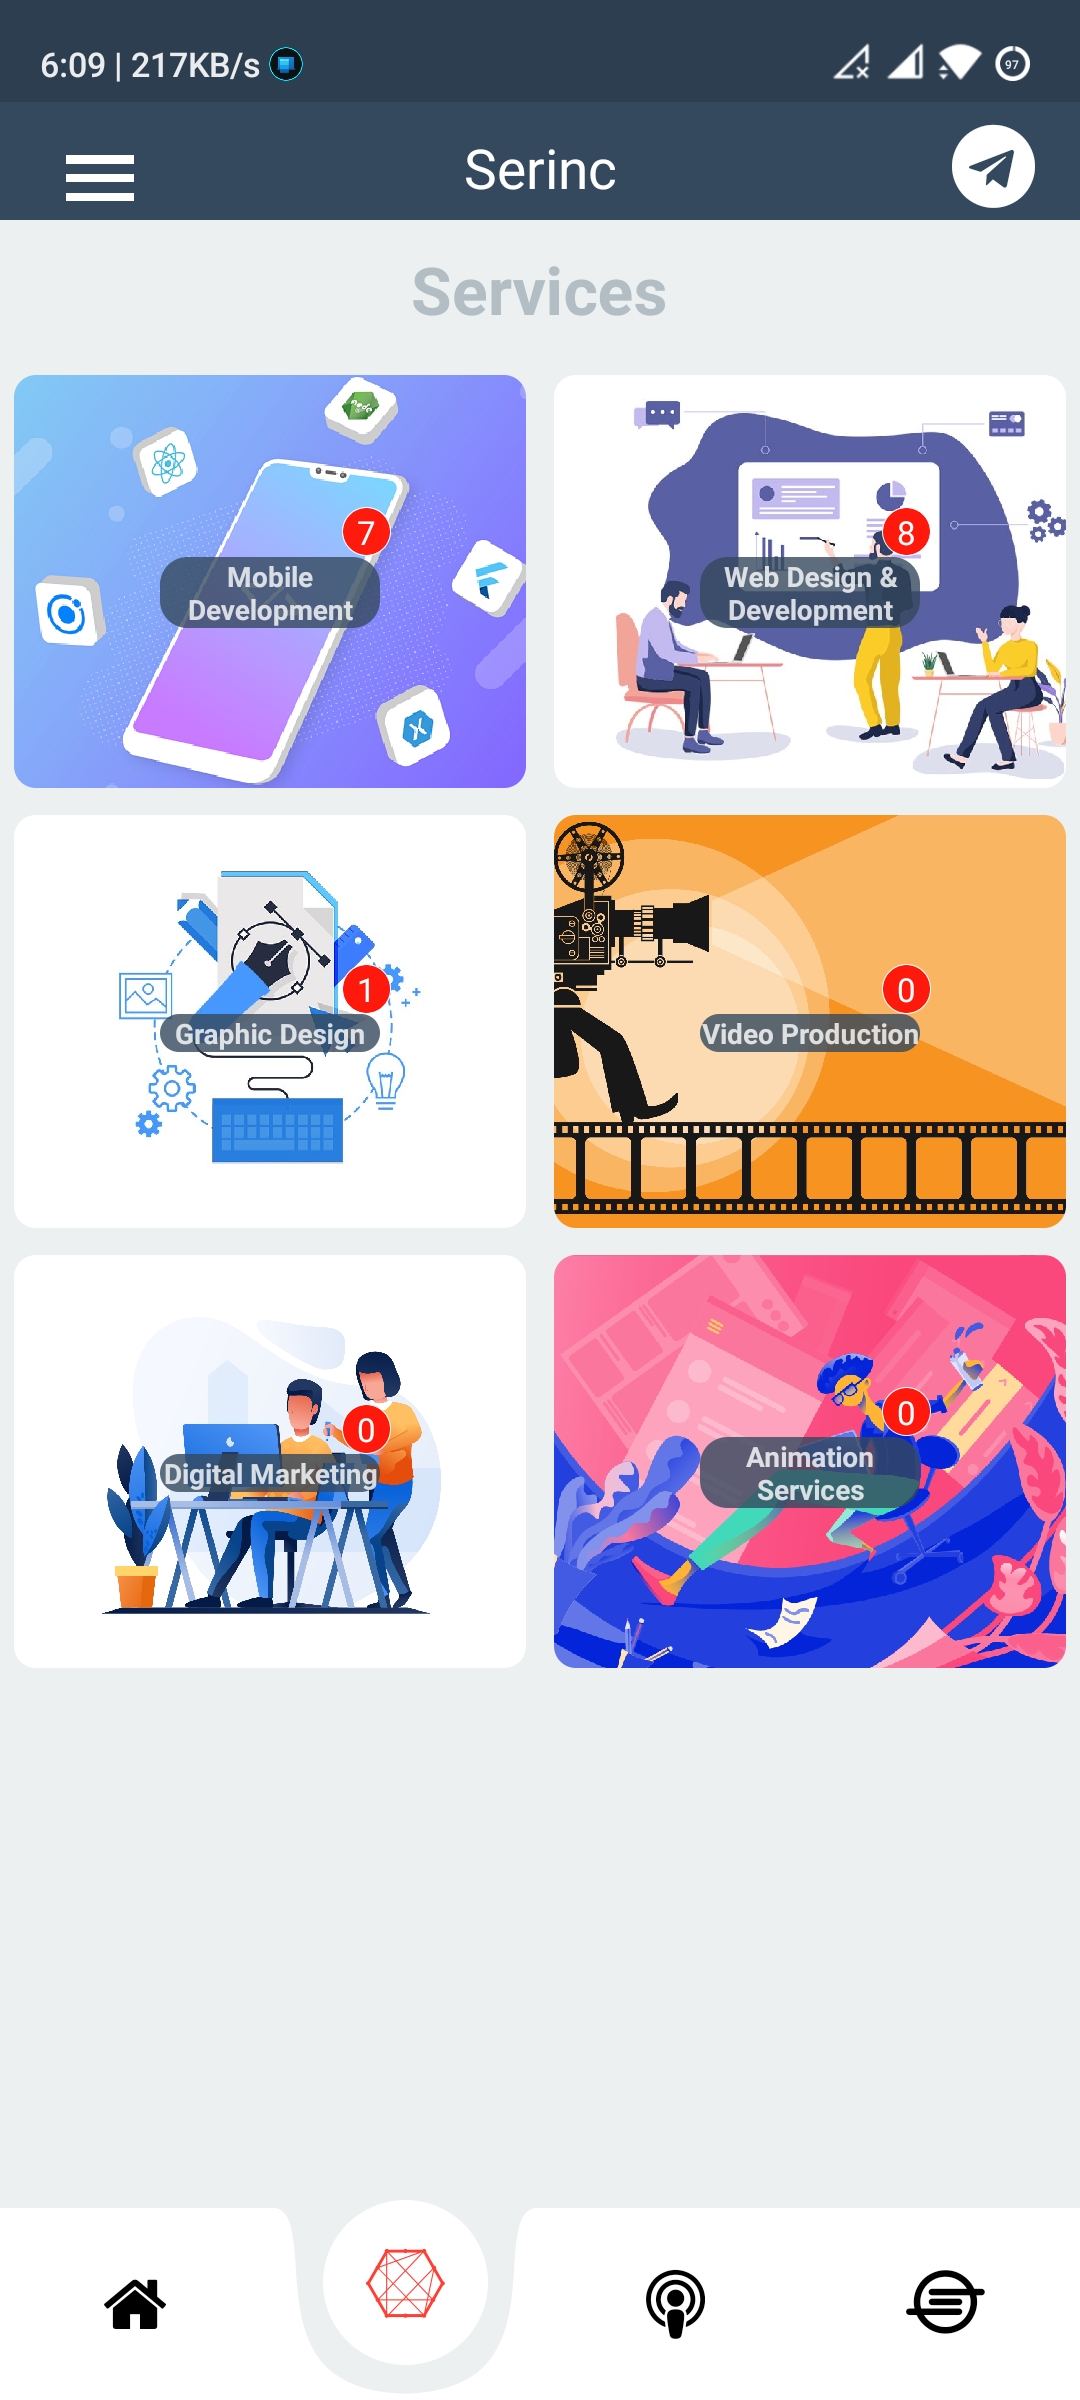 6:09 | 217KB/s
97
Serinc
Services
7
Mobile
Development
8
Web Design &
Development
1
Graphic Design
0
Video Production
0
Digital Marketing
0
Animation
Services